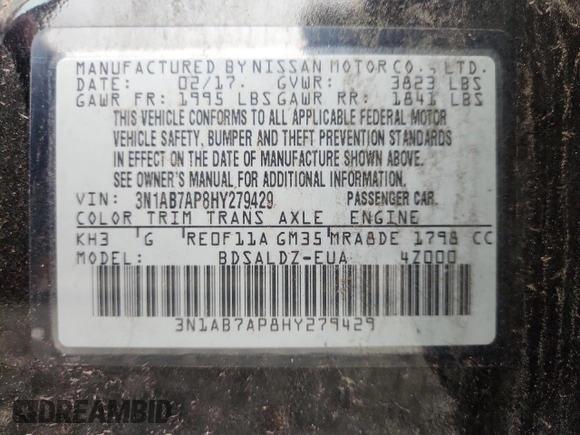 MANUFACTURED BY NISSAN MOTOR CO., LTD.
DATE: 02/17. GVWR: 3823 LBS
GAWR FR: 1995 LBS GAWR RR: 1841 LBS
THIS VEHICLE CONFORMS TO ALL APPLICABLE FEDERAL MOTOR
VEHICLE SAFETY, BUMPER AND THEFT PREVENTION STANDARDS
IN EFFECT ON THE DATE OF MANUFACTURE SHOWN ABOVE.
SEE OWNER'S MANUAL FOR ADDITIONAL INFORMATION.
VIN: 3N1AB7AP8HY279429 PASSENGER CAR.
COLOR TRIM TRANS AXLE ENGINE
KH3 G RE0F11A GM35 MRA8DE 1798 CC
MODEL: BDSALDZ-EUA 4Z000
3N1AB7AP8HY279429
DREAMBID